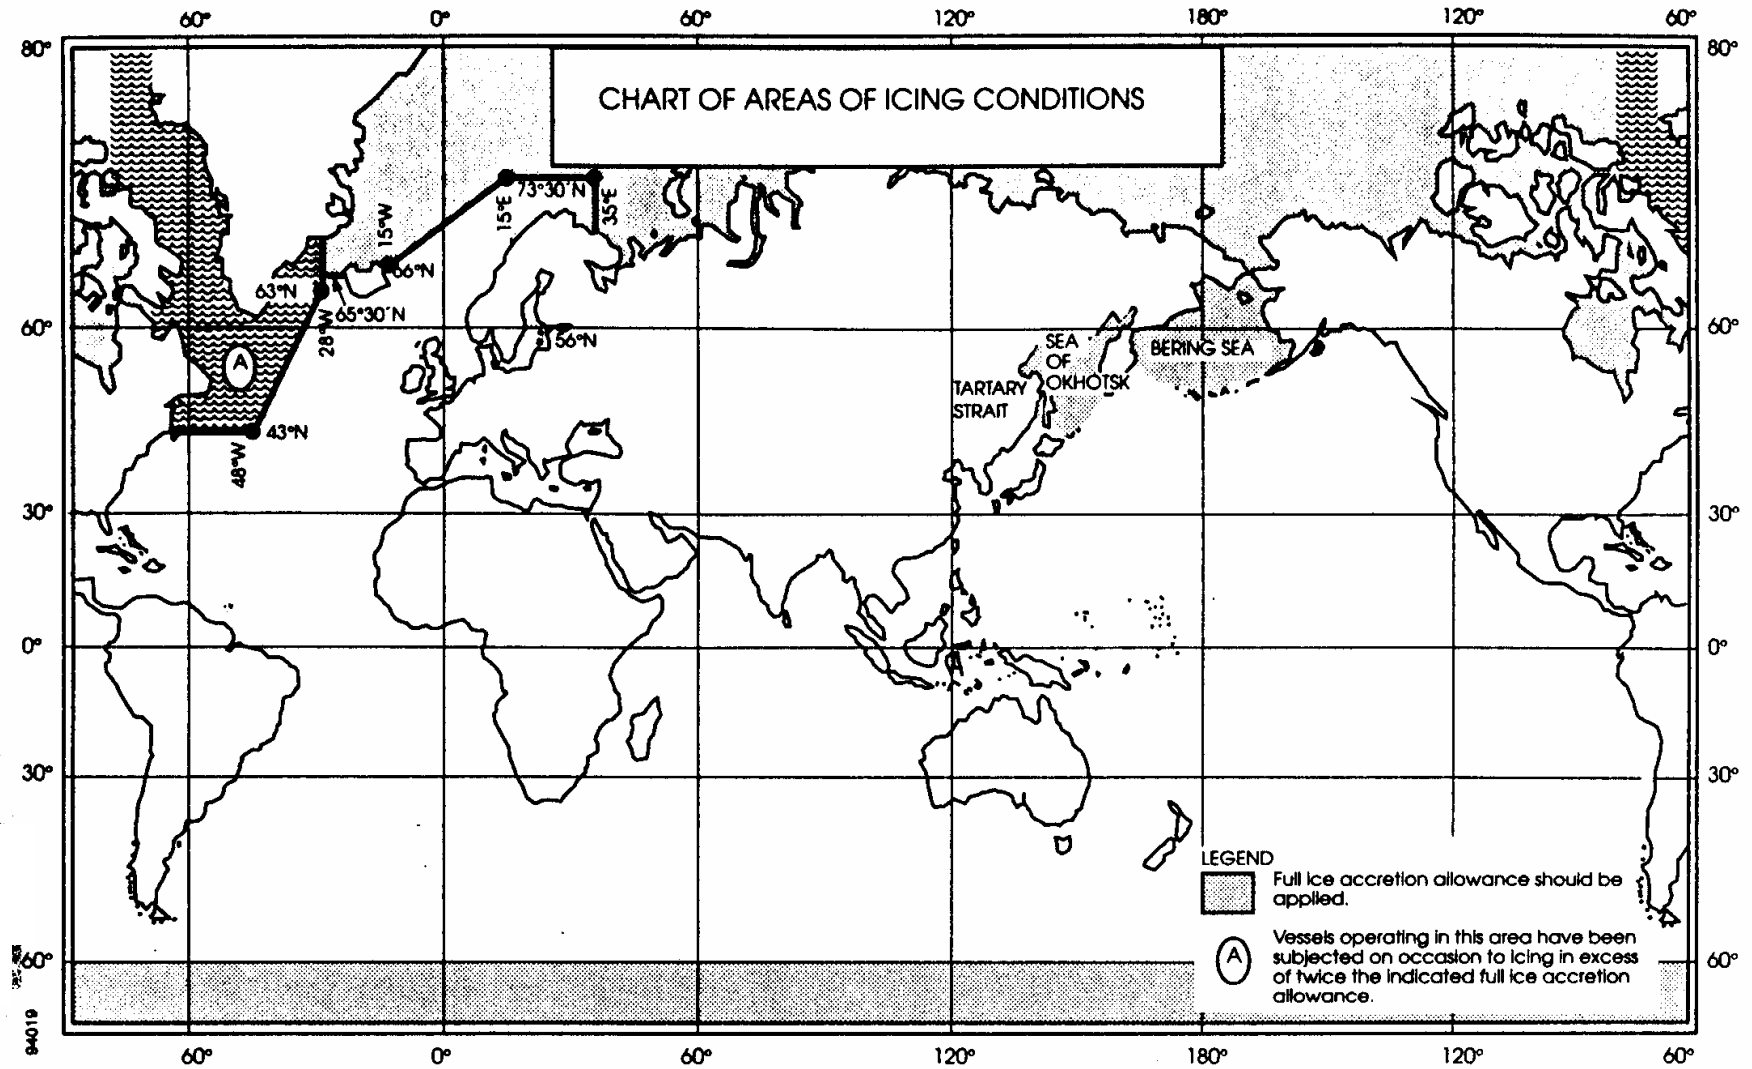 60° 0° 60° 120° 180° 120° 60°
80° 80°
CHART OF AREAS OF ICING CONDITIONS
73°30′N
15°E
35°E
15°W
66°N
63°N
65°30′N
28°W
60° 60°
56°N
A
SEA
OF
OKHOTSK
BERING SEA
TARTARY
STRAIT
43°N
48°W
30° 30°
0° 0°
30° 30°
LEGEND
Full ice accretion allowance should be
applied.
A
Vessels operating in this area have been
subjected on occasion to icing in excess
of twice the indicated full ice accretion
allowance.
60° 60°
94019
60° 0° 60° 120° 180° 120° 60°